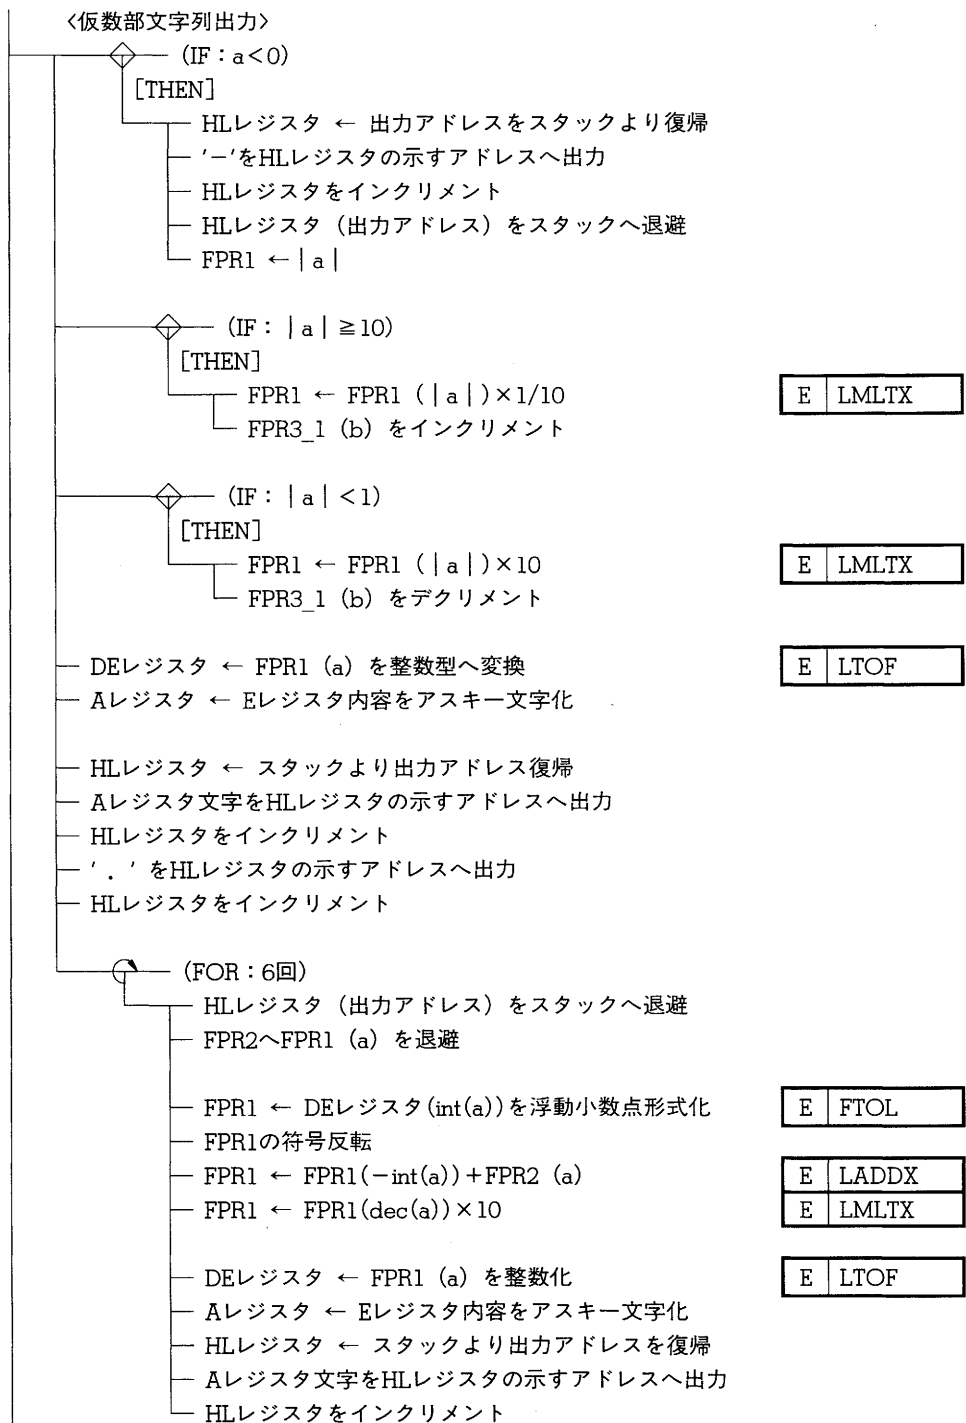 〈仮数部文字列出力〉
(IF：a<0)
[THEN]
HLレジスタ ← 出力アドレスをスタックより復帰
'−'をHLレジスタの示すアドレスへ出力
HLレジスタをインクリメント
HLレジスタ（出力アドレス）をスタックへ退避
FPR1 ← | a |
(IF： | a | ≧10)
[THEN]
FPR1 ← FPR1 ( | a | )×1/10 E LMLTX
FPR3_1 (b) をインクリメント
(IF： | a | <1)
[THEN]
FPR1 ← FPR1 ( | a | )×10 E LMLTX
FPR3_1 (b) をデクリメント
DEレジスタ ← FPR1 (a) を整数型へ変換 E LTOF
Aレジスタ ← Eレジスタ内容をアスキー文字化
HLレジスタ ← スタックより出力アドレス復帰
Aレジスタ文字をHLレジスタの示すアドレスへ出力
HLレジスタをインクリメント
'．' をHLレジスタの示すアドレスへ出力
HLレジスタをインクリメント
(FOR：6回)
HLレジスタ（出力アドレス）をスタックへ退避
FPR2へFPR1 (a) を退避
FPR1 ← DEレジスタ(int(a))を浮動小数点形式化 E FTOL
FPR1の符号反転
FPR1 ← FPR1(−int(a))+FPR2 (a) E LADDX
FPR1 ← FPR1(dec(a))×10 E LMLTX
DEレジスタ ← FPR1 (a) を整数化 E LTOF
Aレジスタ ← Eレジスタ内容をアスキー文字化
HLレジスタ ← スタックより出力アドレスを復帰
Aレジスタ文字をHLレジスタの示すアドレスへ出力
HLレジスタをインクリメント